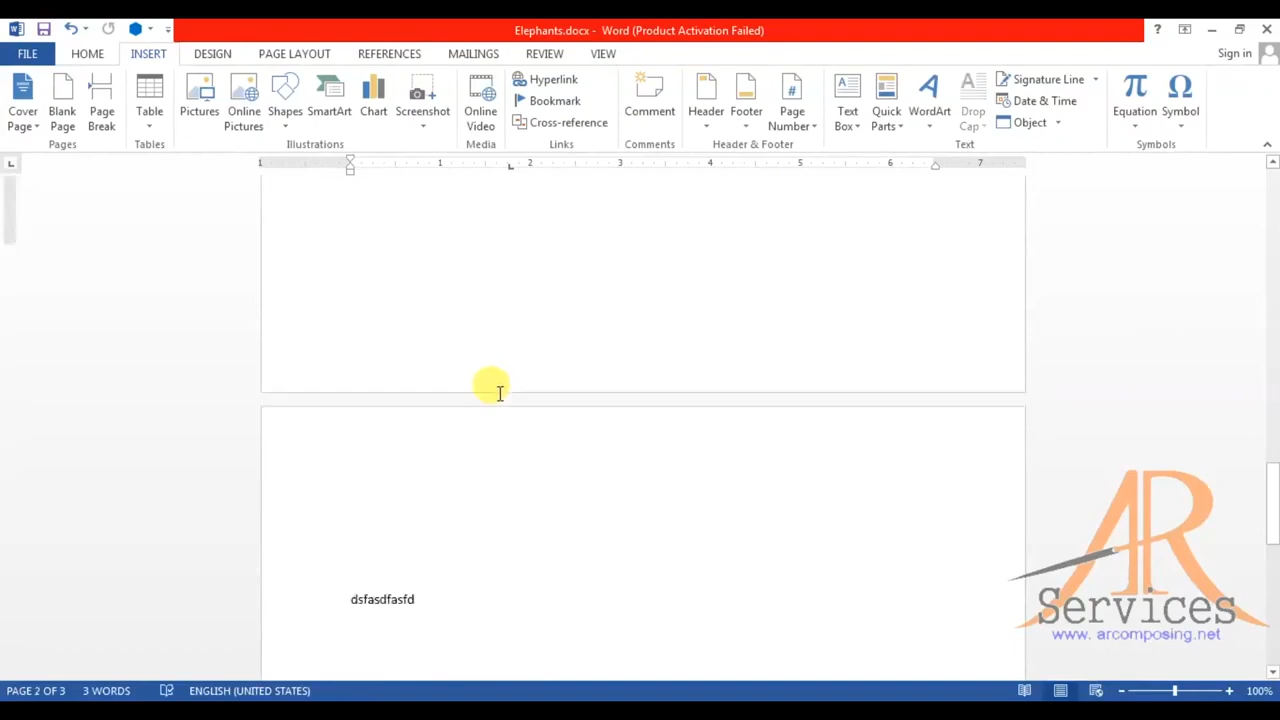 Elephants.docx - Word (Product Activation Failed)
FILE HOME INSERT DESIGN PAGE LAYOUT REFERENCES MAILINGS REVIEW VIEW Sign in
Cover Page
Blank Page
Page Break
Pages
Table
Tables
Pictures
Online Pictures
Shapes
SmartArt
Chart
Screenshot
Illustrations
Online Video
Media
Hyperlink
Bookmark
Cross-reference
Links
Comment
Comments
Header
Footer
Page Number
Header & Footer
Text Box
Quick Parts
WordArt
Drop Cap
Signature Line
Date & Time
Object
Text
Equation
Symbol
Symbols
1 1 2 3 4 5 6 7
dsfasdfasfd
AR
Services
www. arcomposing.net
PAGE 2 OF 3 3 WORDS ENGLISH (UNITED STATES) 100%